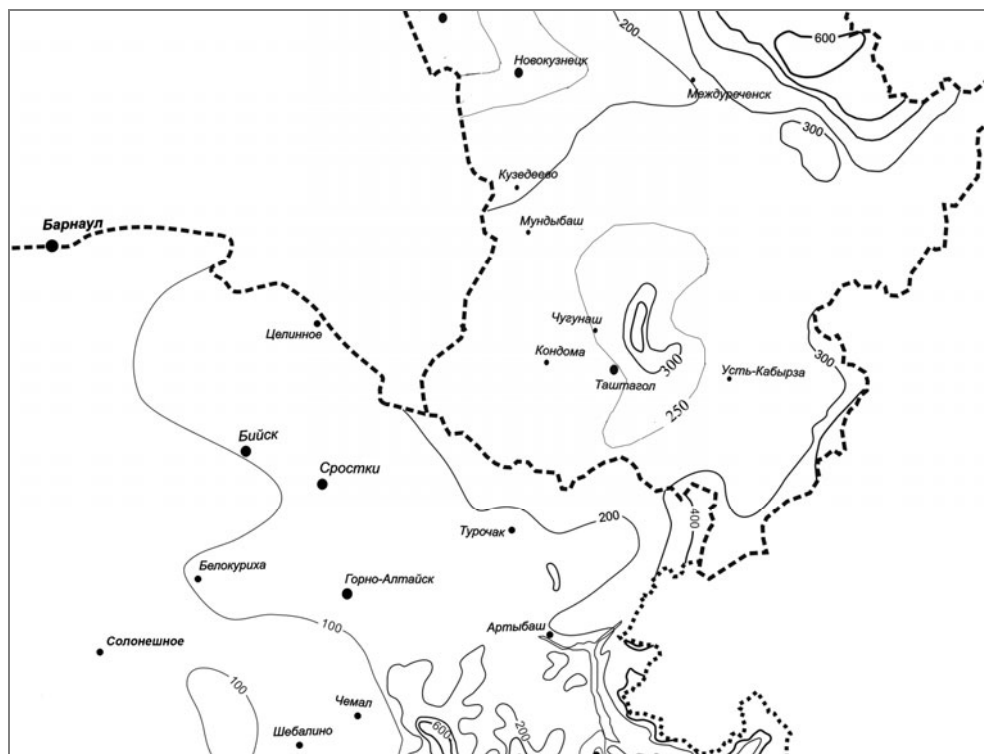 600
200
Новокузнецк
Междуреченск
300
Кузедеево
Мундыбаш
Барнаул
Чугунаш
Целинное
Кондома
300
300
Усть-Кабырза
Таштагол
250
Бийск
Сростки
200
400
Турочак
Белокуриха
Горно-Алтайск
100
Артыбаш
Солонешное
100
Чемал
200
600
Шебалино